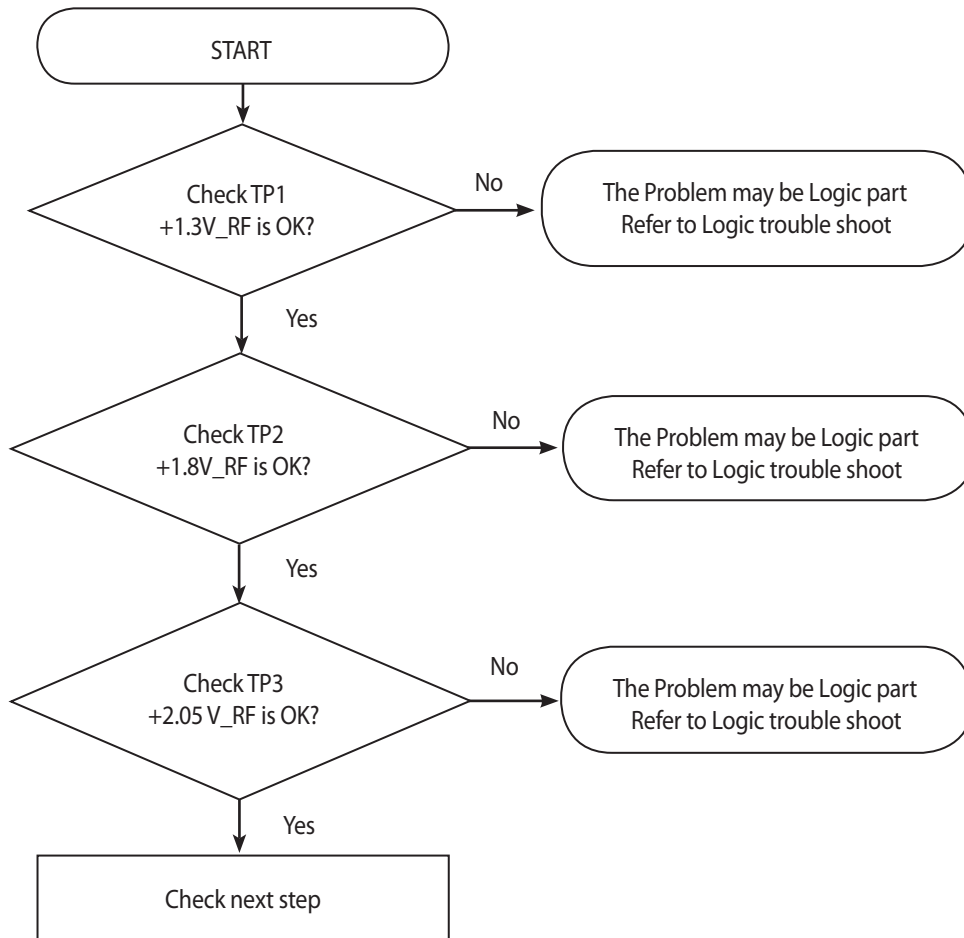 START
Check TP1
+1.3V_RF is OK?
No
The Problem may be Logic part
Refer to Logic trouble shoot
Yes
Check TP2
+1.8V_RF is OK?
No
The Problem may be Logic part
Refer to Logic trouble shoot
Yes
Check TP3
+2.05 V_RF is OK?
No
The Problem may be Logic part
Refer to Logic trouble shoot
Yes
Check next step